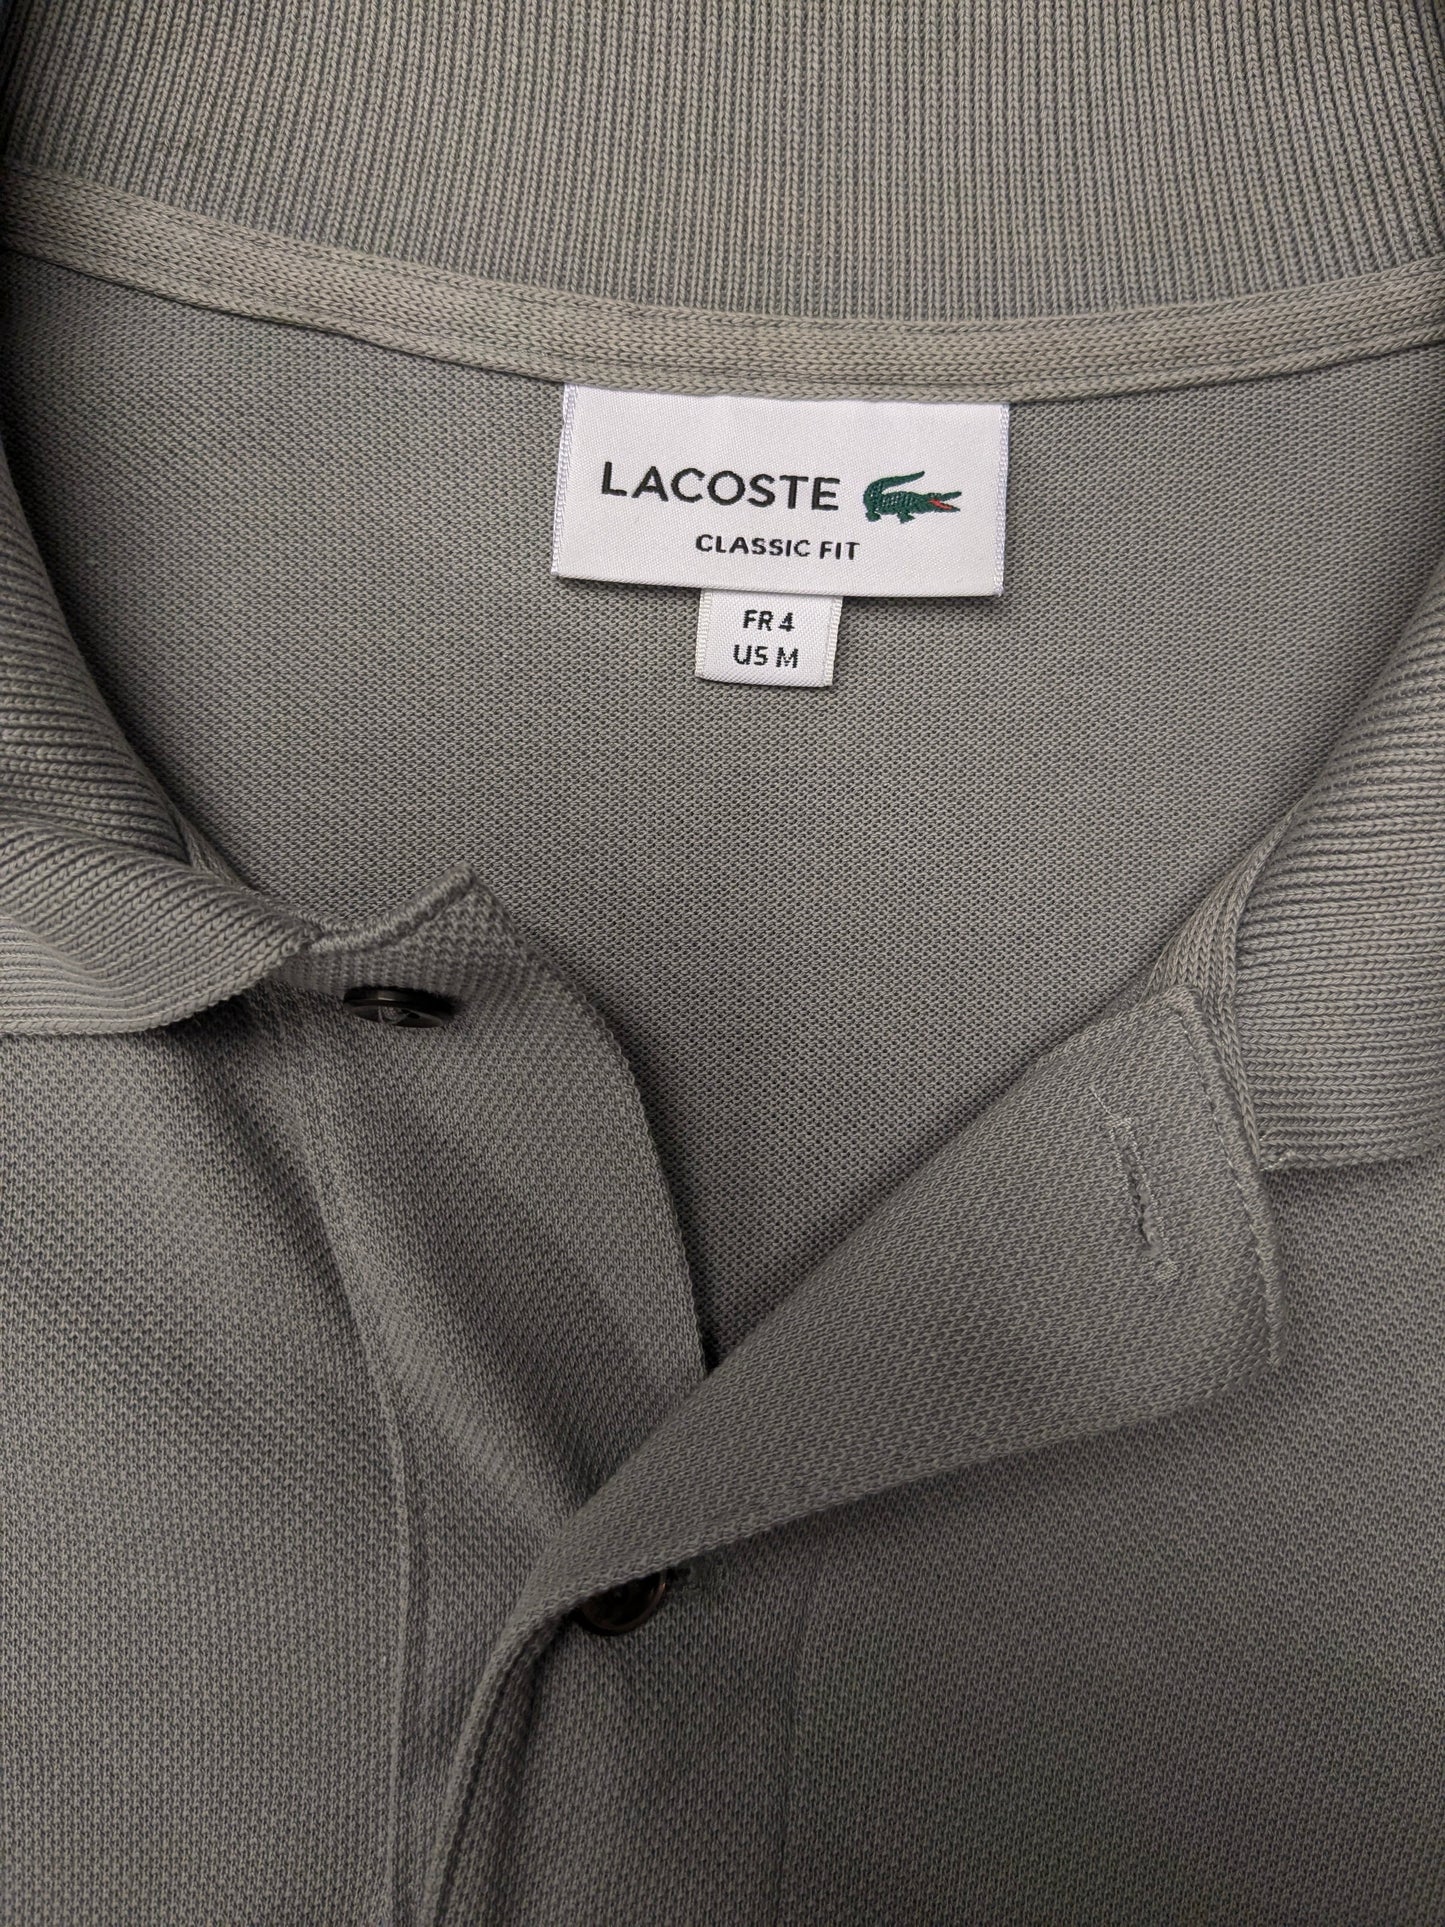 LACOSTE
CLASSIC FIT
FR 4
US M